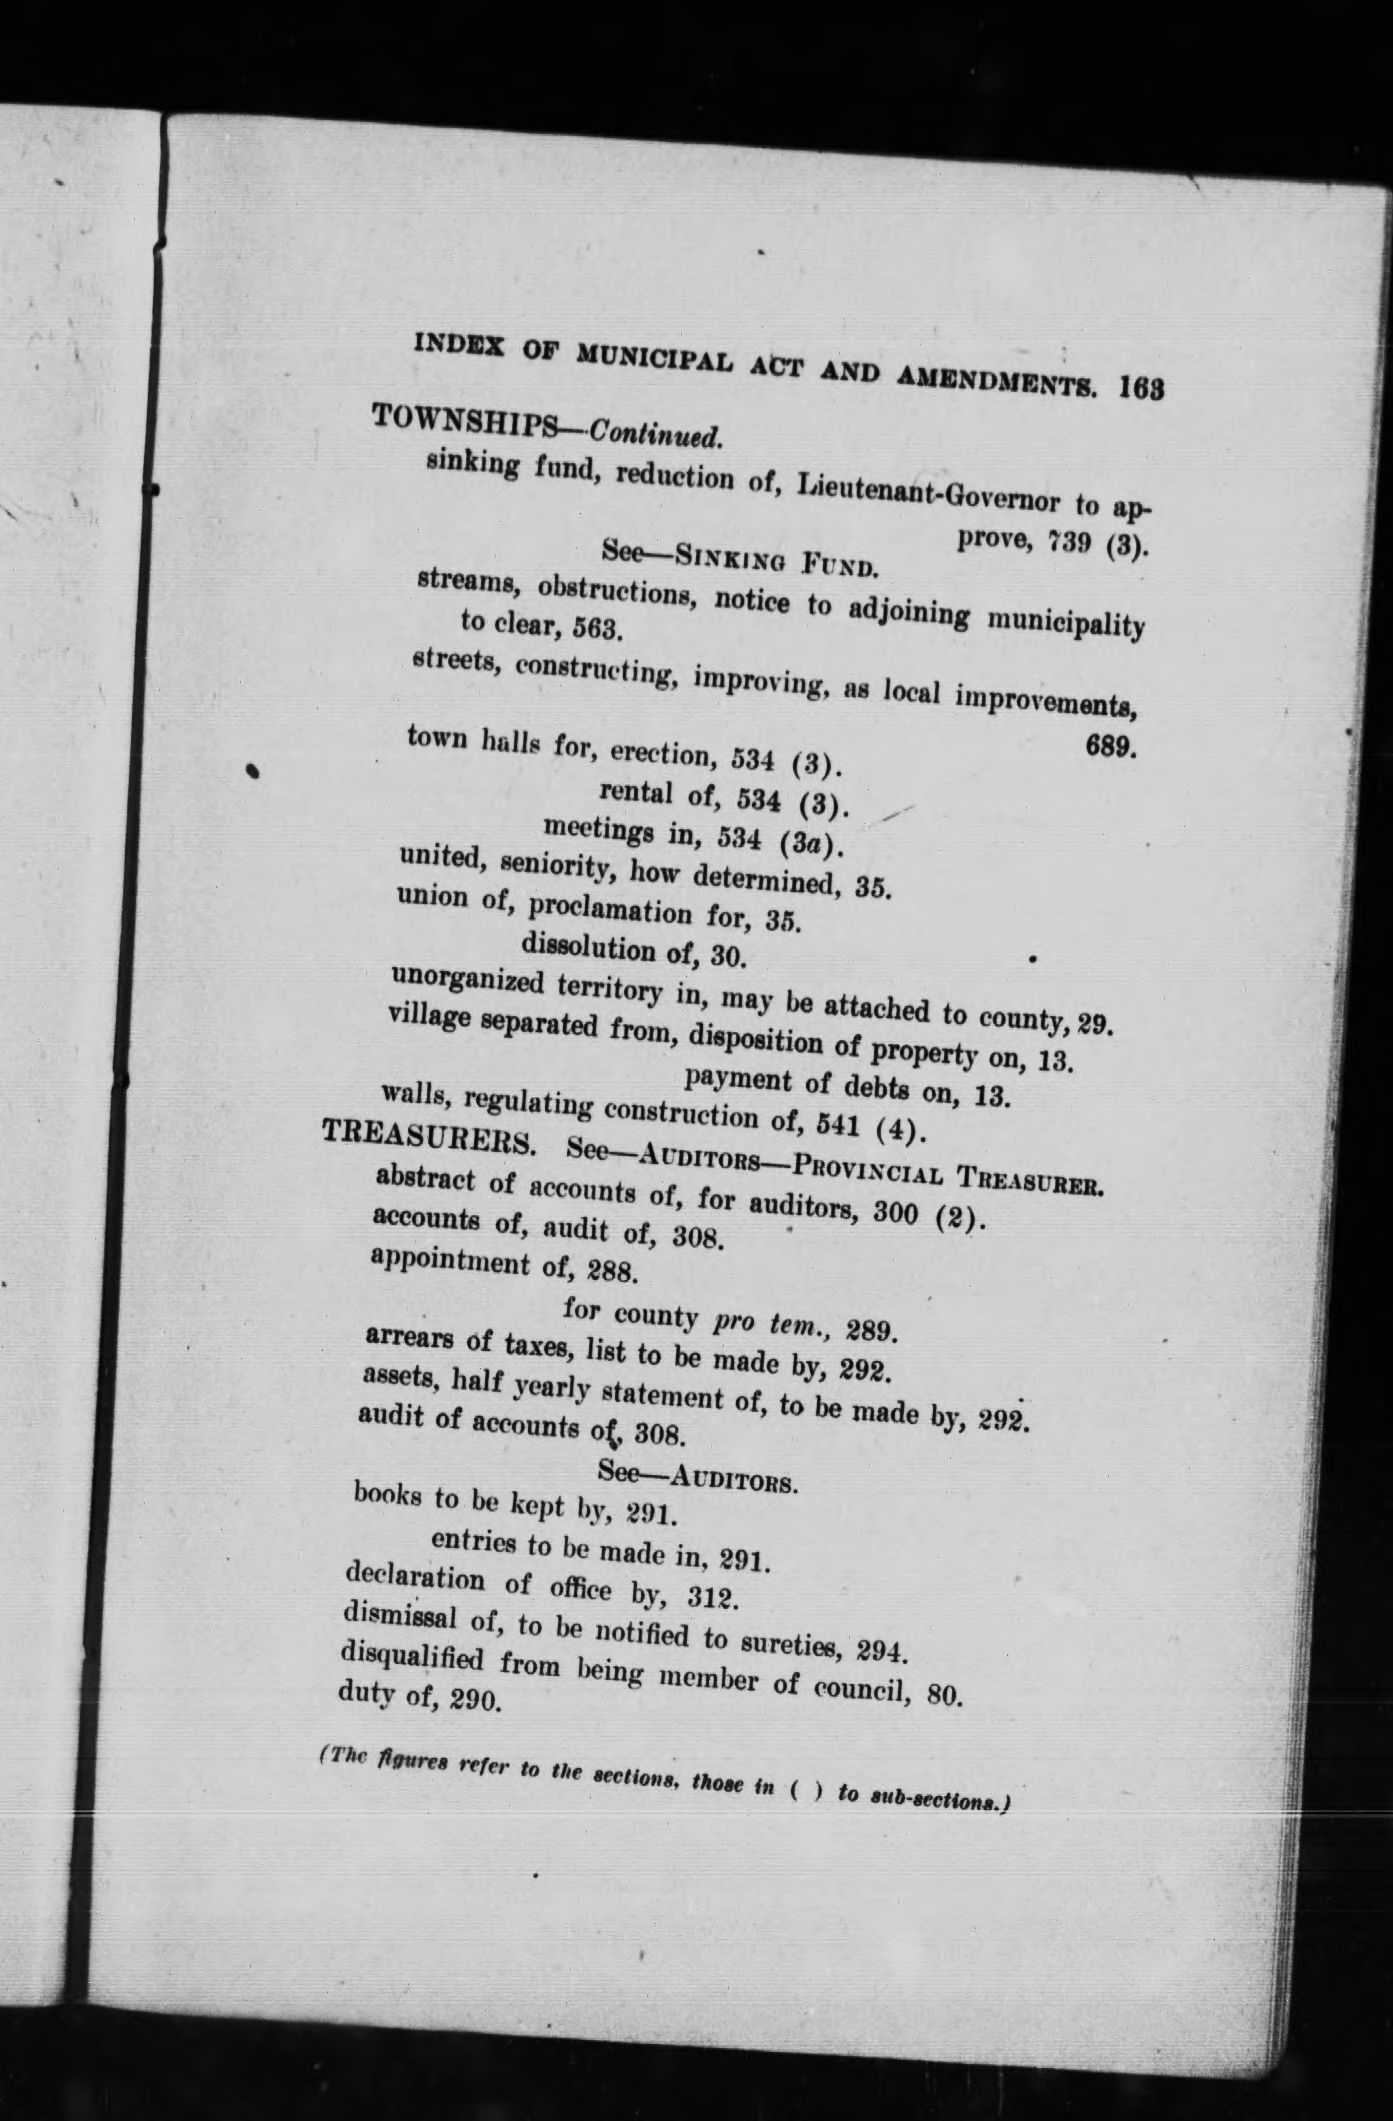 INDEX OF MUNICIPAL ACT AND AMENDMENTS. 163
TOWNSHIPS—Continued.
sinking fund, reduction of, Lieutenant-Governor to ap-
prove, 739 (3).
See—SINKING FUND.
streams, obstructions, notice to adjoining municipality
to clear, 563.
streets, constructing, improving, as local improvements,
689.
town halls for, erection, 534 (3).
rental of, 534 (3).
meetings in, 534 (3a).
united, seniority, how determined, 35.
union of, proclamation for, 35.
dissolution of, 30.
unorganized territory in, may be attached to county, 29.
village separated from, disposition of property on, 13.
payment of debts on, 13.
walls, regulating construction of, 541 (4).
TREASURERS. See—AUDITORS—PROVINCIAL TREASURER.
abstract of accounts of, for auditors, 300 (2).
accounts of, audit of, 308.
appointment of, 288.
for county pro tem., 289.
arrears of taxes, list to be made by, 292.
assets, half yearly statement of, to be made by, 292.
audit of accounts of, 308.
See—AUDITORS.
books to be kept by, 291.
entries to be made in, 291.
declaration of office by, 312.
dismissal of, to be notified to sureties, 294.
disqualified from being member of council, 80.
duty of, 290.
(The figures refer to the sections, those in ( ) to sub-sections.)